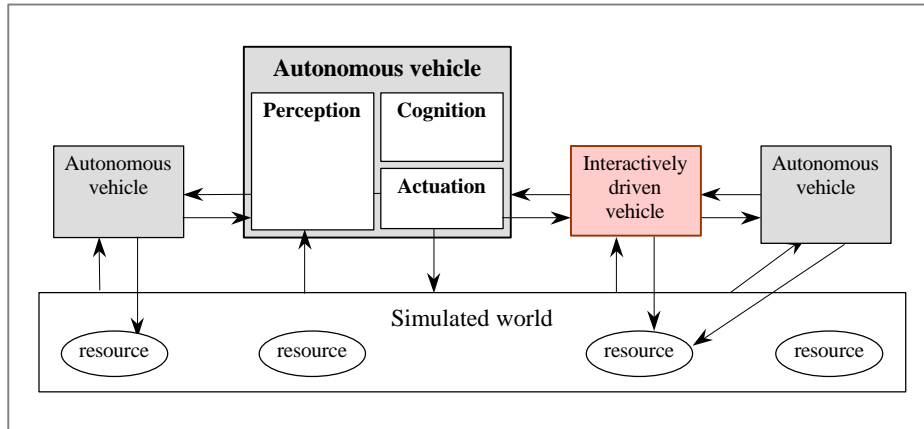 Autonomous vehicle
Perception
Cognition
Actuation
Autonomous
vehicle
Interactively
driven
vehicle
Autonomous
vehicle
Simulated world
resource
resource
resource
resource